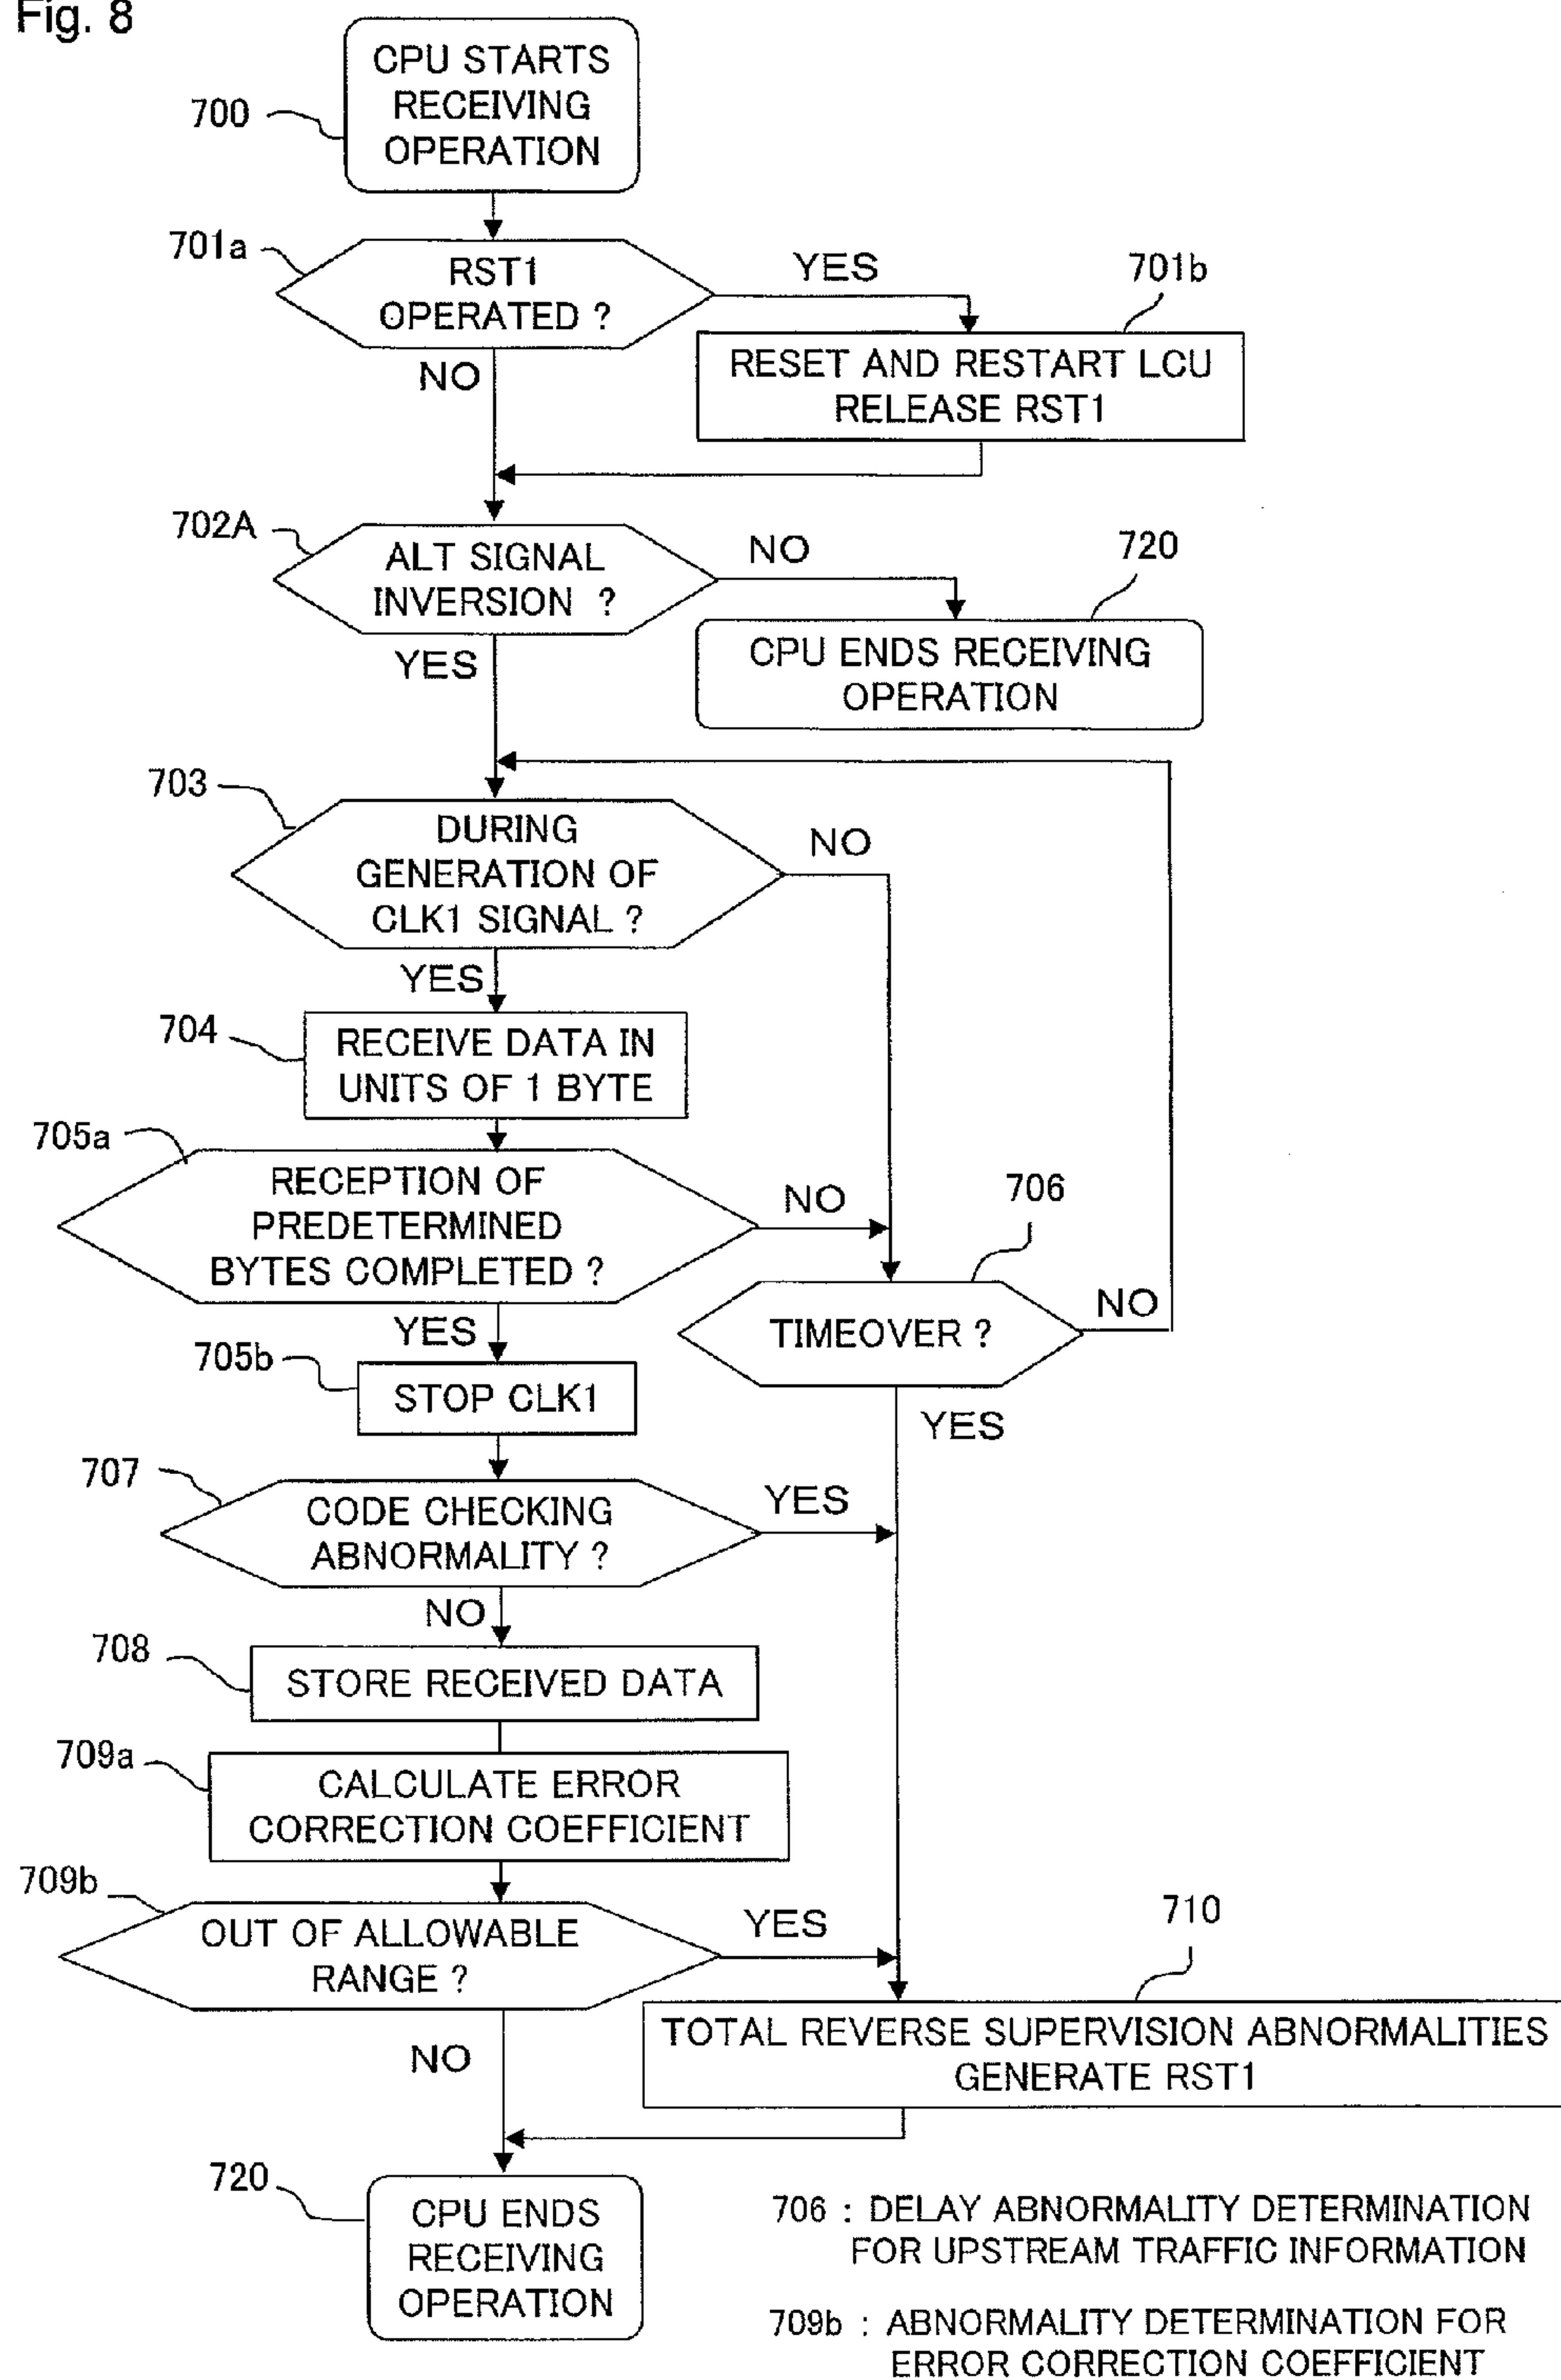 Fig. 8
CPU STARTS
RECEIVING
OPERATION
700
701a
RST1
OPERATED ?
YES
701b
RESET AND RESTART LCU
RELEASE RST1
NO
702A
ALT SIGNAL
INVERSION ?
NO
720
CPU ENDS RECEIVING
OPERATION
YES
703
DURING
GENERATION OF
CLK1 SIGNAL ?
NO
YES
704
RECEIVE DATA IN
UNITS OF 1 BYTE
705a
RECEPTION OF
PREDETERMINED
BYTES COMPLETED ?
NO
706
TIMEOVER ?
NO
YES
705b
STOP CLK1
YES
707
CODE CHECKING
ABNORMALITY ?
YES
NO
708
STORE RECEIVED DATA
709a
CALCULATE ERROR
CORRECTION COEFFICIENT
709b
OUT OF ALLOWABLE
RANGE ?
YES
710
TOTAL REVERSE SUPERVISION ABNORMALITIES
GENERATE RST1
NO
720
CPU ENDS
RECEIVING
OPERATION
706 : DELAY ABNORMALITY DETERMINATION
FOR UPSTREAM TRAFFIC INFORMATION
709b : ABNORMALITY DETERMINATION FOR
ERROR CORRECTION COEFFICIENT